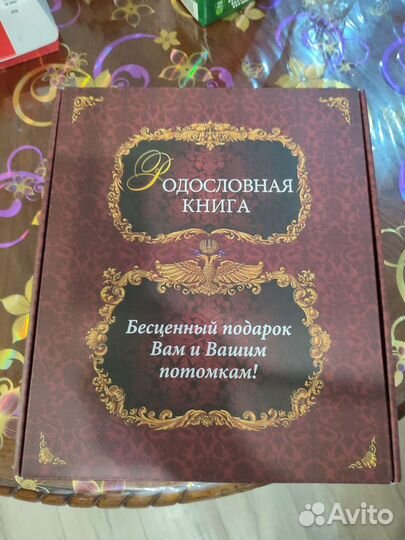 Родословная
книга
Бесценный подарок
Вам и Вашим
потомкам!
Avito